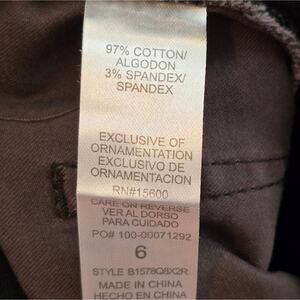 97% COTTON/
ALGODON
3% SPANDEX/
SPANDEX
EXCLUSIVE OF
ORNAMENTATION
EXCLUSIVO DE
ORNAMENTACION
RN#15600
CARE ON REVERSE
VER AL DORSO
PARA CUIDADO
PO# 100-00071292
6
STYLE B1578Q8X2R
MADE IN CHINA
HECHO EN CHINA